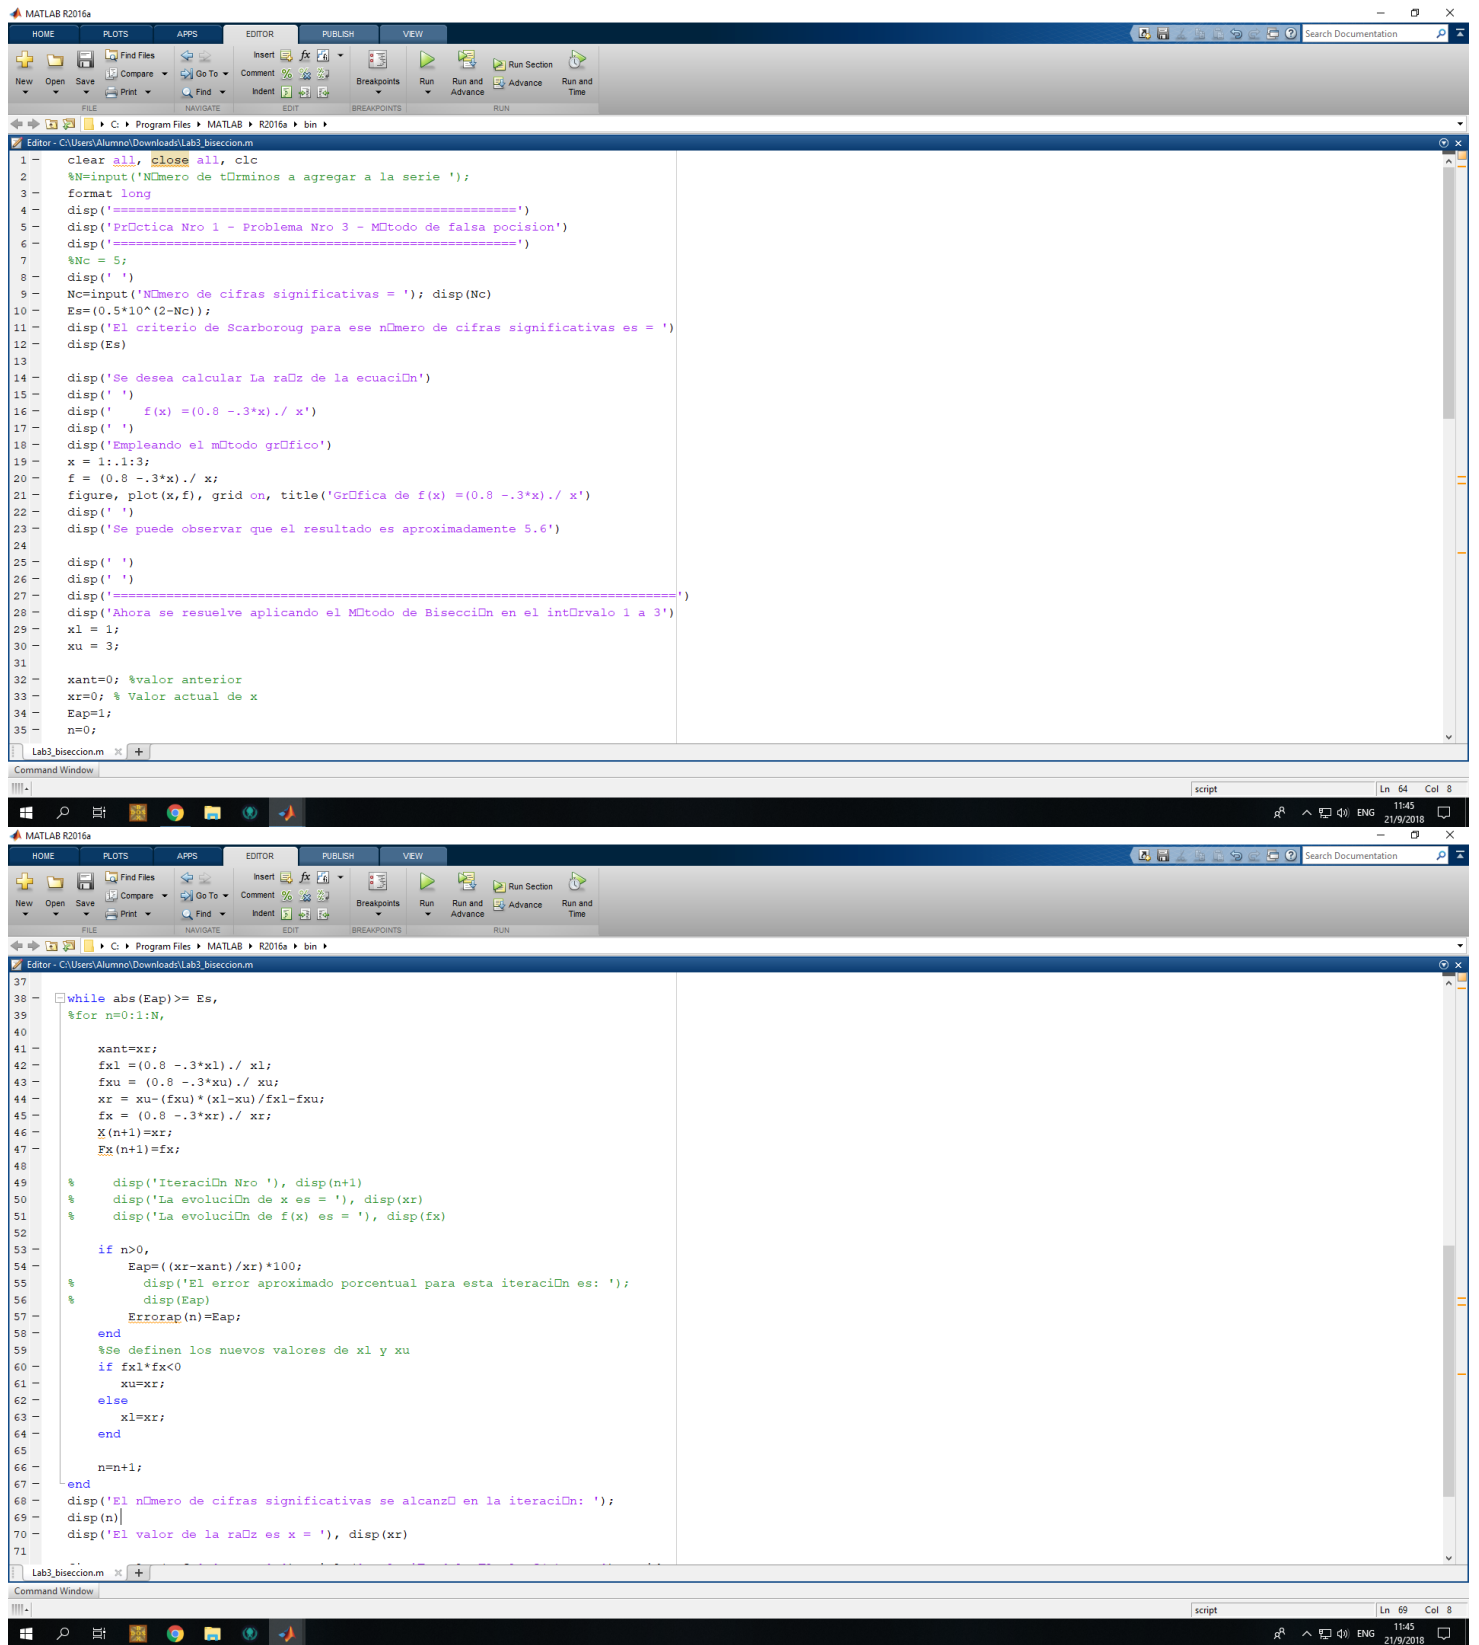 MATLAB R2016a
HOME PLOTS APPS EDITOR PUBLISH VIEW
Search Documentation
Find Files Insert fx
New Open Save Compare Go To Comment Breakpoints Run Run and Advance Run Section Advance Run and Time
Print Find Indent
FILE NAVIGATE EDIT BREAKPOINTS RUN
C: Program Files MATLAB R2016a bin
Editor - C:\Users\Alumno\Downloads\Lab3_biseccion.m
1 clear all, close all, clc
2 %N=input('N□mero de t□rminos a agregar a la serie ');
3 format long
4 disp('=====================================================')
5 disp('Pr□ctica Nro 1 - Problema Nro 3 - M□todo de falsa pocision')
6 disp('=====================================================')
7 %Nc = 5;
8 disp(' ')
9 Nc=input('N□mero de cifras significativas = '); disp(Nc)
10 Es=(0.5*10^(2-Nc));
11 disp('El criterio de Scarboroug para ese n□mero de cifras significativas es = ')
12 disp(Es)
13
14 disp('Se desea calcular La ra□z de la ecuaci□n')
15 disp(' ')
16 disp('    f(x) =(0.8 -.3*x)./ x')
17 disp(' ')
18 disp('Empleando el m□todo gr□fico')
19 x = 1:.1:3;
20 f = (0.8 -.3*x)./ x;
21 figure, plot(x,f), grid on, title('Gr□fica de f(x) =(0.8 -.3*x)./ x')
22 disp(' ')
23 disp('Se puede observar que el resultado es aproximadamente 5.6')
24
25 disp(' ')
26 disp(' ')
27 disp('==========================================================================')
28 disp('Ahora se resuelve aplicando el M□todo de Bisecci□n en el int□rvalo 1 a 3')
29 xl = 1;
30 xu = 3;
31
32 xant=0; %valor anterior
33 xr=0; % Valor actual de x
34 Eap=1;
35 n=0;
Lab3_biseccion.m
Command Window
script Ln 64 Col 8
ENG 11:45
21/9/2018
MATLAB R2016a
HOME PLOTS APPS EDITOR PUBLISH VIEW
Search Documentation
Find Files Insert fx
New Open Save Compare Go To Comment Breakpoints Run Run and Advance Run Section Advance Run and Time
Print Find Indent
FILE NAVIGATE EDIT BREAKPOINTS RUN
C: Program Files MATLAB R2016a bin
Editor - C:\Users\Alumno\Downloads\Lab3_biseccion.m
37
38 while abs(Eap)>= Es,
39 %for n=0:1:N,
40
41 xant=xr;
42 fxl =(0.8 -.3*xl)./ xl;
43 fxu = (0.8 -.3*xu)./ xu;
44 xr = xu-(fxu)*(xl-xu)/fxl-fxu;
45 fx = (0.8 -.3*xr)./ xr;
46 X(n+1)=xr;
47 Fx(n+1)=fx;
48
49 % disp('Iteraci□n Nro '), disp(n+1)
50 % disp('La evoluci□n de x es = '), disp(xr)
51 % disp('La evoluci□n de f(x) es = '), disp(fx)
52
53 if n>0,
54 Eap=((xr-xant)/xr)*100;
55 % disp('El error aproximado porcentual para esta iteraci□n es: ');
56 % disp(Eap)
57 Errorap(n)=Eap;
58 end
59 %Se definen los nuevos valores de xl y xu
60 if fxl*fx<0
61 xu=xr;
62 else
63 xl=xr;
64 end
65
66 n=n+1;
67 end
68 disp('El n□mero de cifras significativas se alcanz□ en la iteraci□n: ');
69 disp(n)
70 disp('El valor de la ra□z es x = '), disp(xr)
71
Lab3_biseccion.m
Command Window
script Ln 69 Col 8
ENG 11:45
21/9/2018